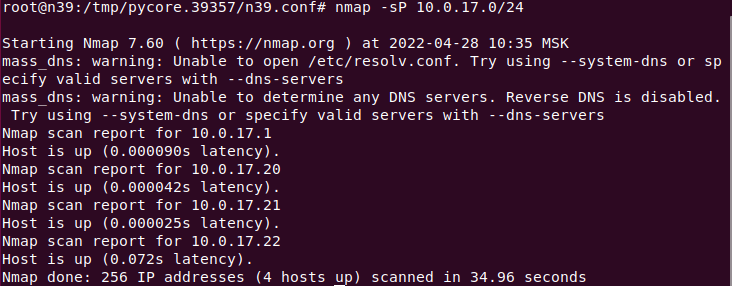 root@n39:/tmp/pycore.39357/n39.conf# nmap -sP 10.0.17.0/24
Starting Nmap 7.60 ( https://nmap.org ) at 2022-04-28 10:35 MSK
mass_dns: warning: Unable to open /etc/resolv.conf. Try using --system-dns or sp
ecify valid servers with --dns-servers
mass_dns: warning: Unable to determine any DNS servers. Reverse DNS is disabled.
 Try using --system-dns or specify valid servers with --dns-servers
Nmap scan report for 10.0.17.1
Host is up (0.000090s latency).
Nmap scan report for 10.0.17.20
Host is up (0.000042s latency).
Nmap scan report for 10.0.17.21
Host is up (0.000025s latency).
Nmap scan report for 10.0.17.22
Host is up (0.072s latency).
Nmap done: 256 IP addresses (4 hosts up) scanned in 34.96 seconds